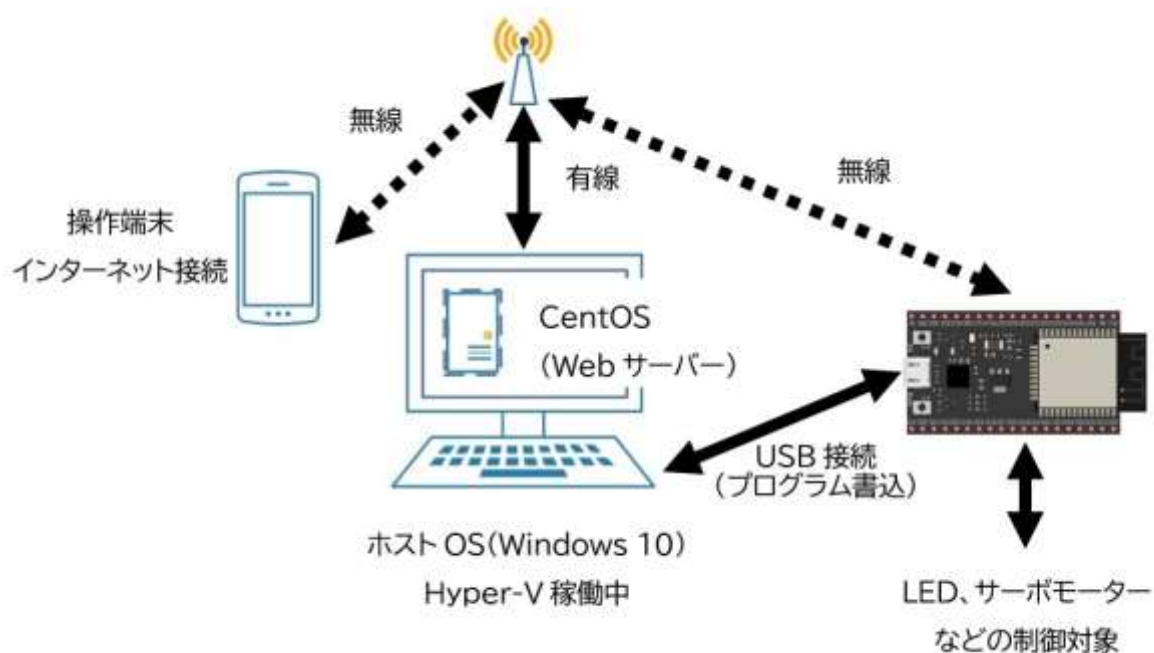 無線
有線
無線
操作端末
インターネット接続
CentOS
(Web サーバー)
USB 接続
(プログラム書込)
ホスト OS(Windows 10)
Hyper-V 稼働中
LED、サーボモーター
などの制御対象